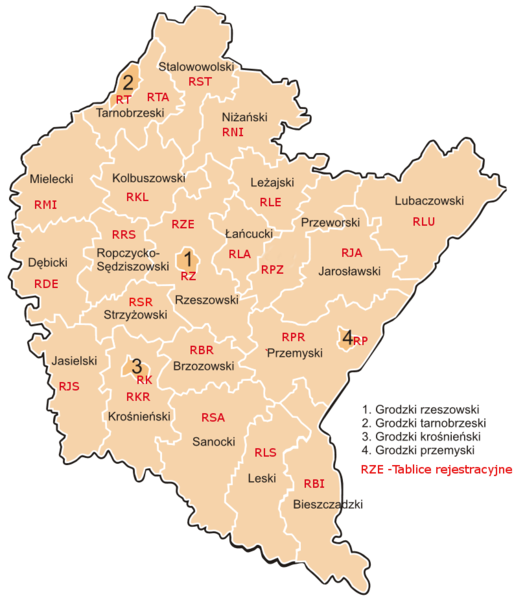 Stalowowolski
RST
2
RT
RTA
Tarnobrzeski
Niżański
RNI
Mielecki
RMI
Kolbuszowski
RKL
Leżajski
RLE
Lubaczowski
RLU
RZE
Przeworski
RRS
Łańcucki
Ropczycko-
Sędziszowski
1
RZ
RLA
RPZ
RJA
Jarosławski
Dębicki
RDE
Rzeszowski
RSR
Strzyżowski
RPR
Przemyski
4
RP
Jasielski
RJS
3
RK
RKR
Krośnieński
RBR
Brzozowski
RSA
Sanocki
RLS
Leski
RBI
Bieszczadzki
1. Grodzki rzeszowski
2. Grodzki tarnobrzeski
3. Grodzki krośnieński
4. Grodzki przemyski
RZE -Tablice rejestracyjne